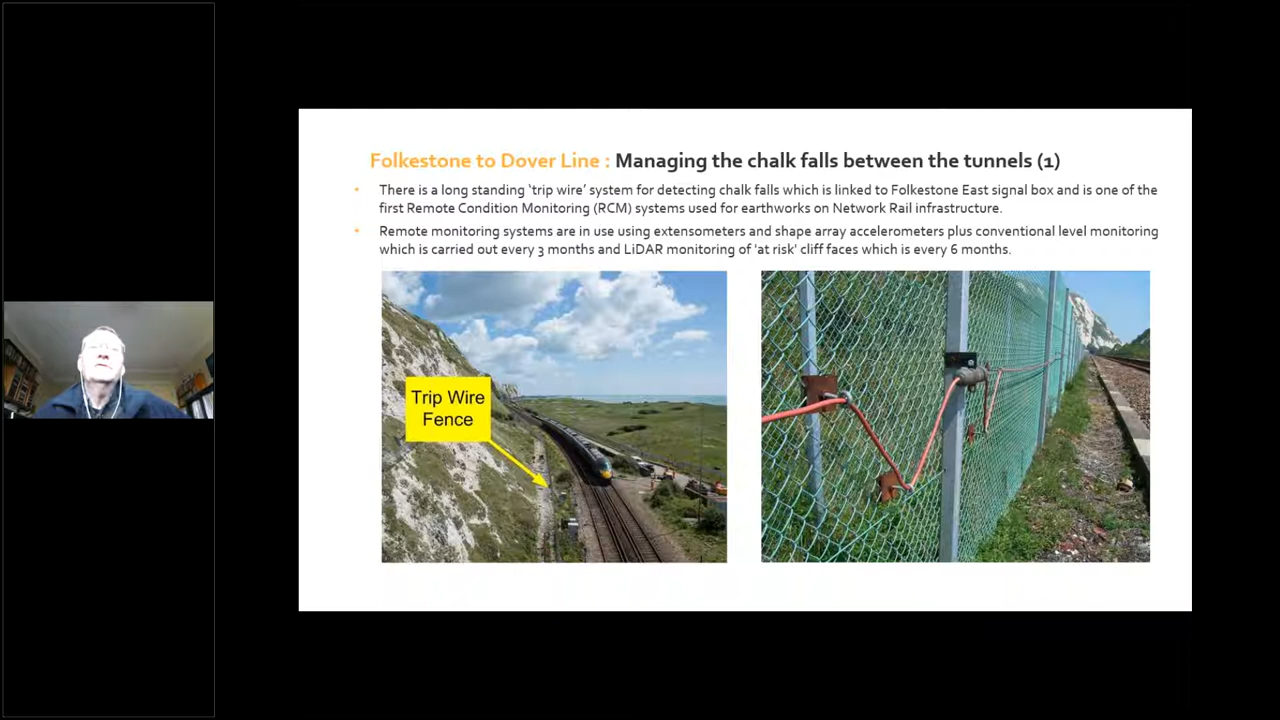 Folkestone to Dover Line : Managing the chalk falls between the tunnels (1)
• There is a long standing ‘trip wire’ system for detecting chalk falls which is linked to Folkestone East signal box and is one of the
first Remote Condition Monitoring (RCM) systems used for earthworks on Network Rail infrastructure.
• Remote monitoring systems are in use using extensometers and shape array accelerometers plus conventional level monitoring
which is carried out every 3 months and LiDAR monitoring of 'at risk' cliff faces which is every 6 months.
Trip Wire
Fence